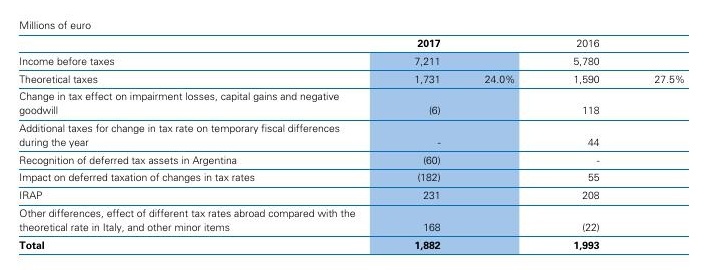 Millions of euro
2017 2016
Income before taxes 7,211 5,780
Theoretical taxes 1,731 24.0% 1,590 27.5%
Change in tax effect on impairment losses, capital gains and negative
goodwill (6) 118
Additional taxes for change in tax rate on temporary fiscal differences
during the year - 44
Recognition of deferred tax assets in Argentina (60) -
Impact on deferred taxation of changes in tax rates (182) 55
IRAP 231 208
Other differences, effect of different tax rates abroad compared with the
theoretical rate in Italy, and other minor items 168 (22)
Total 1,882 1,993